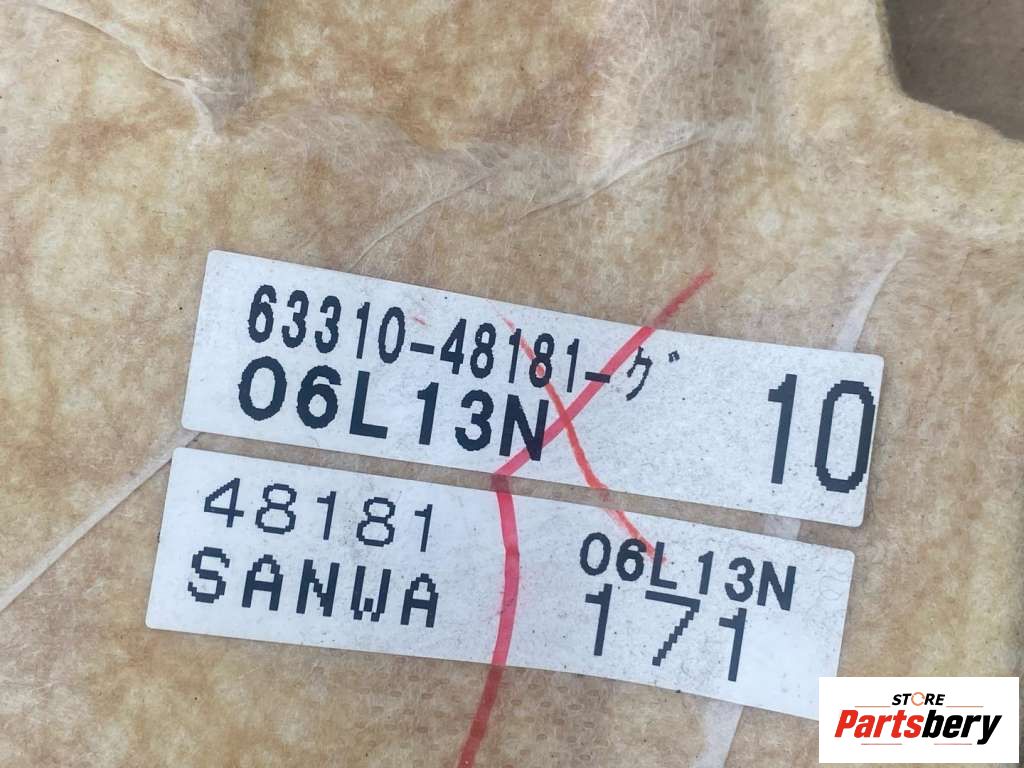 63310-48181-グ
06L13N
10
48181
SANWA
06L13N
171
STORE
Partsbery